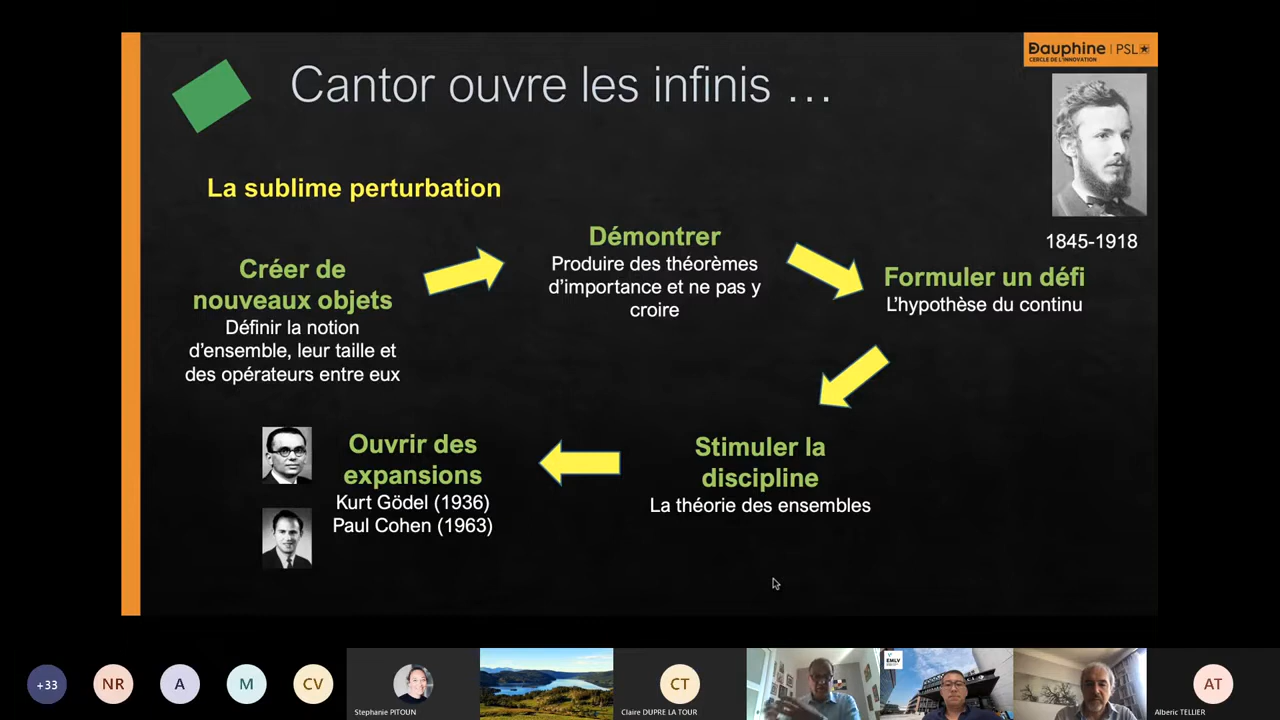 Cantor ouvre les infinis …
Dauphine | PSL★
CERCLE DE L'INNOVATION
La sublime perturbation
1845-1918
Créer de
nouveaux objets
Définir la notion
d'ensemble, leur taille et
des opérateurs entre eux
Démontrer
Produire des théorèmes
d'importance et ne pas y
croire
Formuler un défi
L'hypothèse du continu
Stimuler la
discipline
La théorie des ensembles
Ouvrir des
expansions
Kurt Gödel (1936)
Paul Cohen (1963)
+33
NR
A
M
CV
Stephanie PITOUN
CT
Claire DUPRE LA TOUR
EMLV
AT
Alberic TELLIER